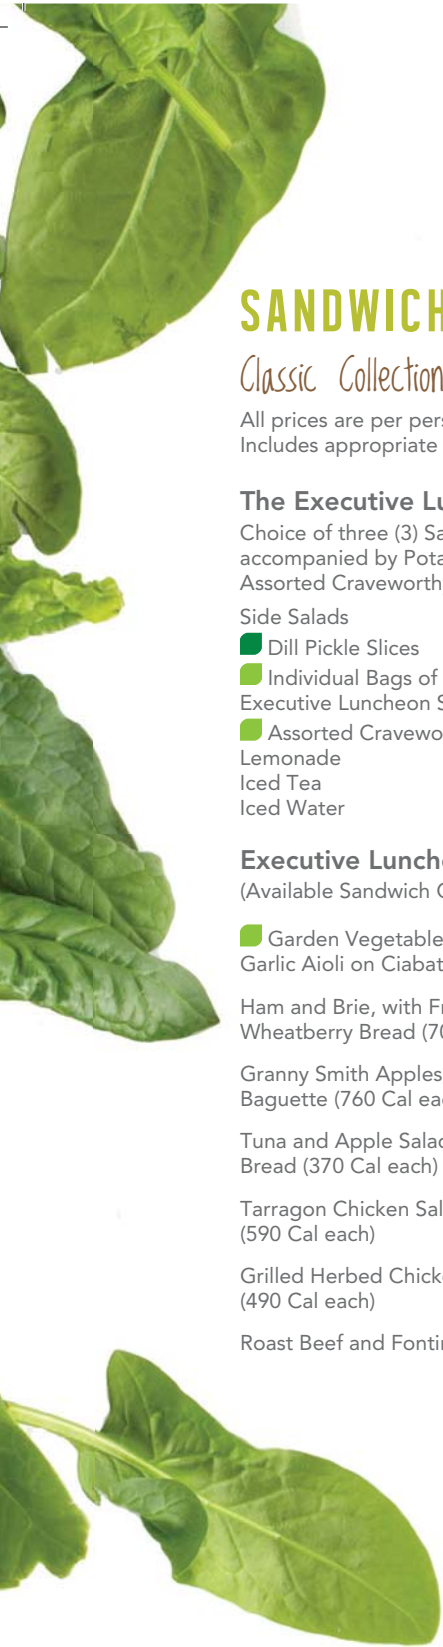 SANDWICH
Classic Collection
All prices are per pers
Includes appropriate
The Executive Lu
Choice of three (3) Sa
accompanied by Pota
Assorted Craveworth
Side Salads
Dill Pickle Slices
Individual Bags of
Executive Luncheon S
Assorted Cravewo
Lemonade
Iced Tea
Iced Water
Executive Lunche
(Available Sandwich
Garden Vegetable
Garlic Aioli on Ciabat
Ham and Brie, with Fr
Wheatberry Bread (70
Granny Smith Apples
Baguette (760 Cal ea
Tuna and Apple Salad
Bread (370 Cal each)
Tarragon Chicken Sal
(590 Cal each)
Grilled Herbed Chick
(490 Cal each)
Roast Beef and Fonti